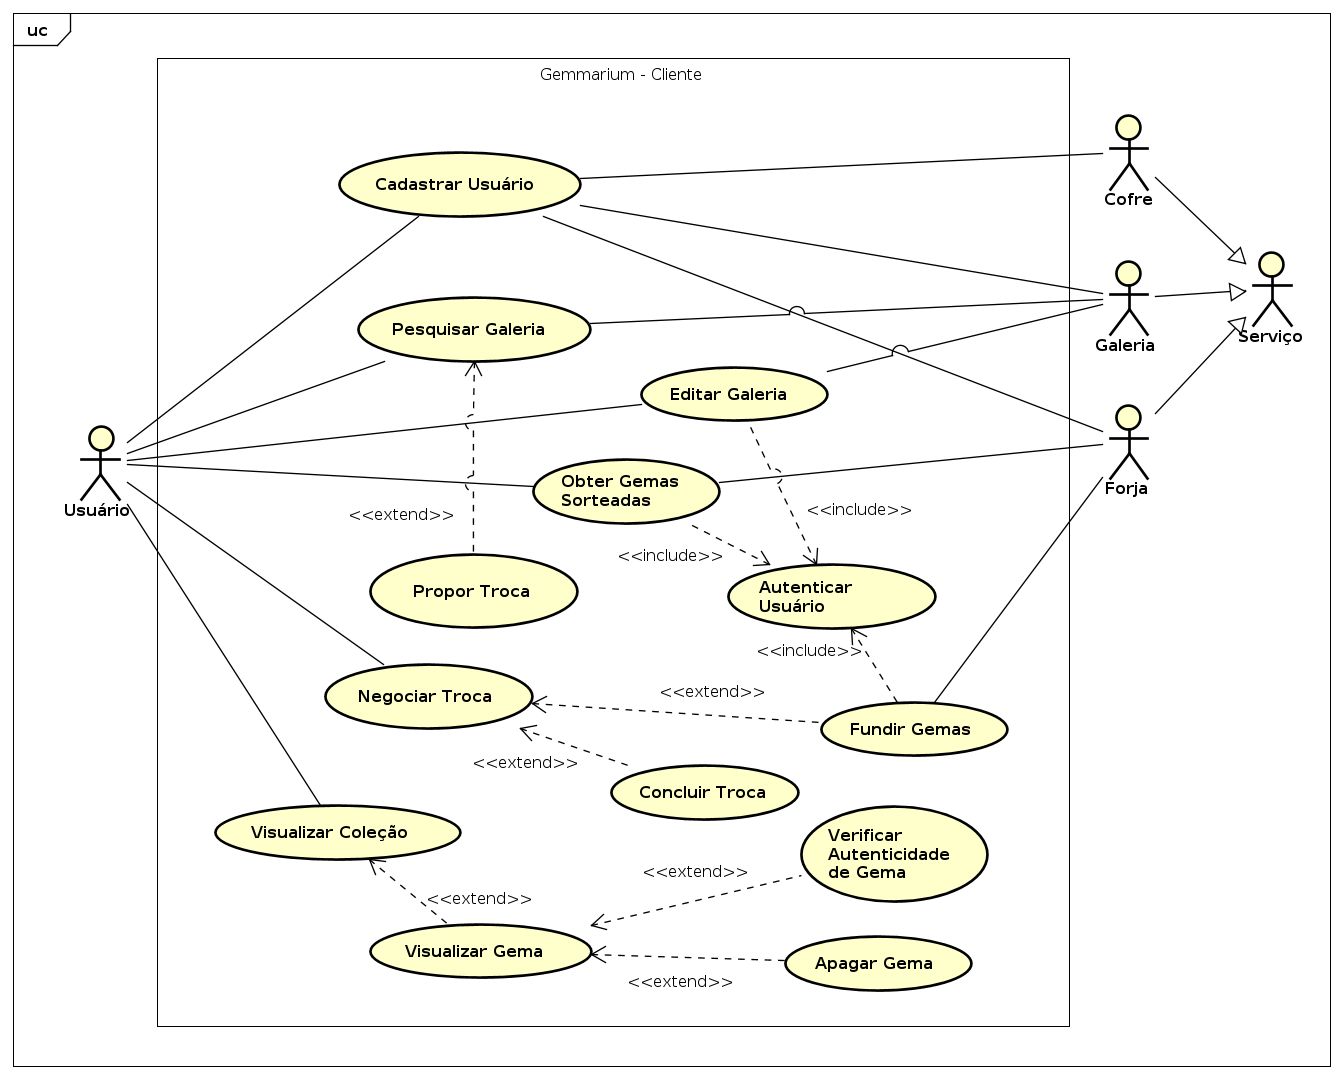 uc
Gemmarium - Cliente
Cadastrar Usuário
Cofre
Pesquisar Galeria
Galeria
Serviço
Editar Galeria
Usuário
Obter Gemas
Sorteadas
Forja
<<extend>>
<<include>>
<<include>>
Propor Troca
Autenticar
Usuário
<<include>>
Negociar Troca
<<extend>>
Fundir Gemas
<<extend>>
Concluir Troca
Visualizar Coleção
Verificar
Autenticidade
de Gema
<<extend>>
<<extend>>
Visualizar Gema
Apagar Gema
<<extend>>